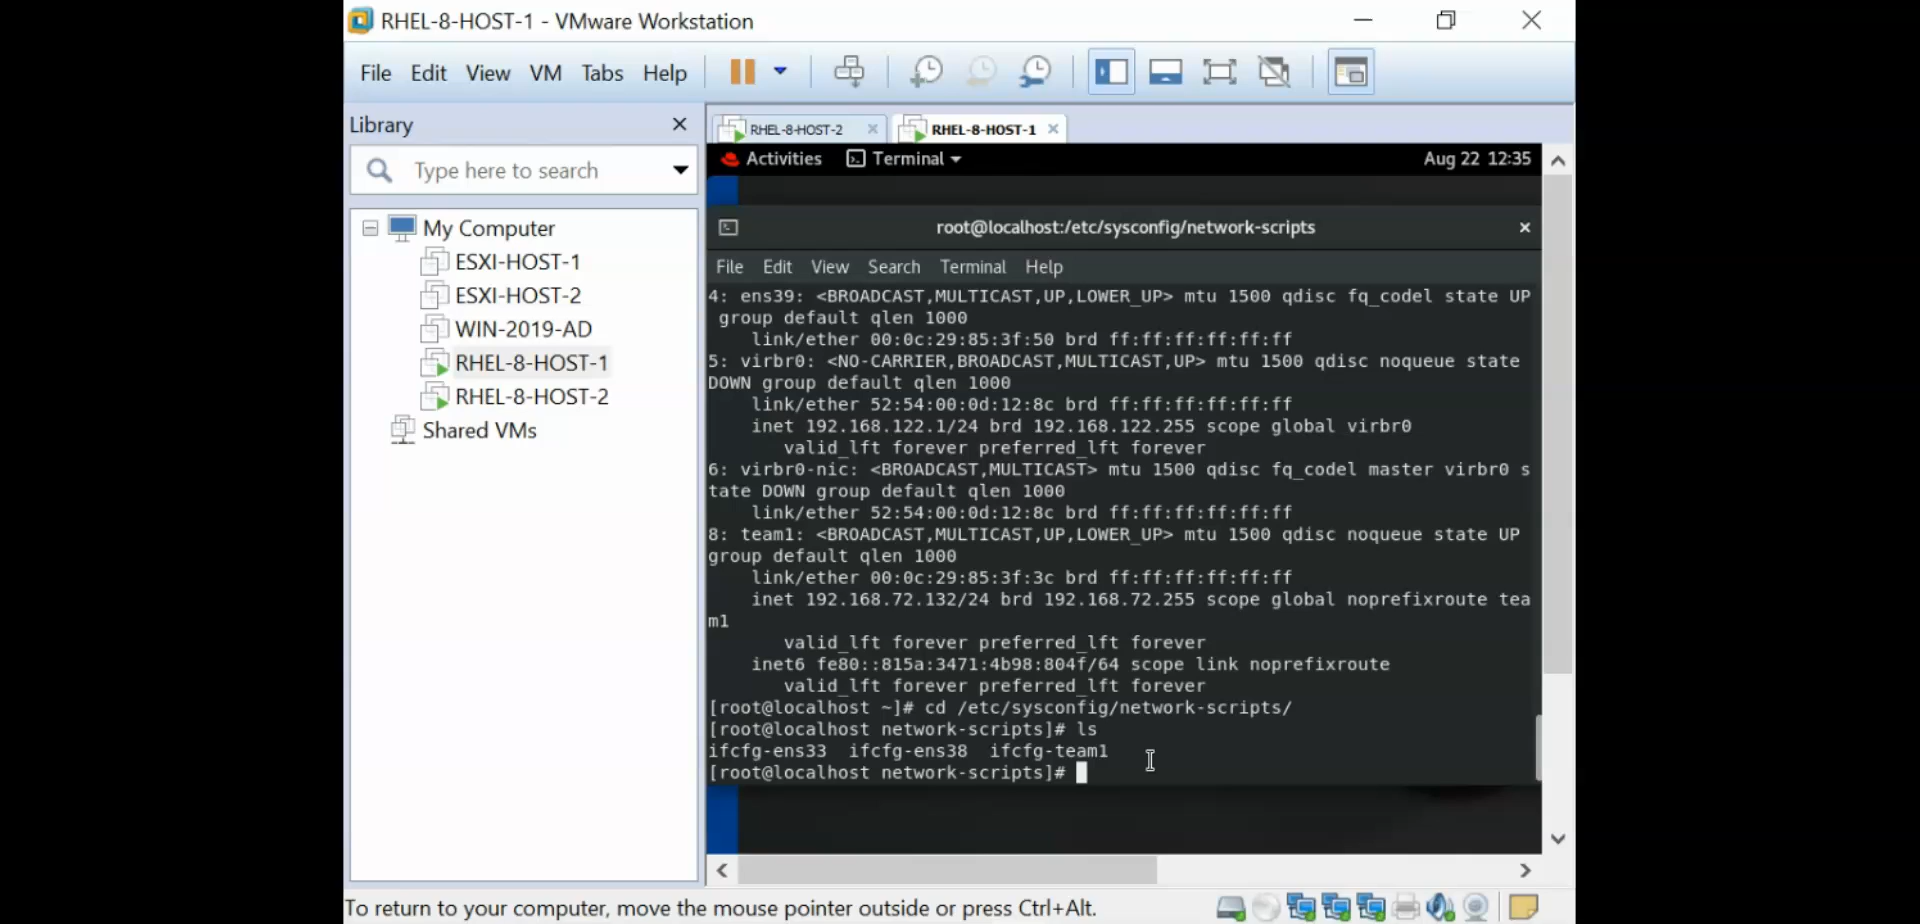 RHEL-8-HOST-1 - VMware Workstation
File Edit View VM Tabs Help
Library
Type here to search
My Computer
ESXI-HOST-1
ESXI-HOST-2
WIN-2019-AD
RHEL-8-HOST-1
RHEL-8-HOST-2
Shared VMs
RHEL-8-HOST-2 RHEL-8-HOST-1
Activities Terminal Aug 22 12:35
root@localhost:/etc/sysconfig/network-scripts
File Edit View Search Terminal Help
4: ens39: <BROADCAST,MULTICAST,UP,LOWER_UP> mtu 1500 qdisc fq_codel state UP
group default qlen 1000
link/ether 00:0c:29:85:3f:50 brd ff:ff:ff:ff:ff:ff
5: virbr0: <NO-CARRIER,BROADCAST,MULTICAST,UP> mtu 1500 qdisc noqueue state
DOWN group default qlen 1000
link/ether 52:54:00:0d:12:8c brd ff:ff:ff:ff:ff:ff
inet 192.168.122.1/24 brd 192.168.122.255 scope global virbr0
valid_lft forever preferred_lft forever
6: virbr0-nic: <BROADCAST,MULTICAST> mtu 1500 qdisc fq_codel master virbr0 s
tate DOWN group default qlen 1000
link/ether 52:54:00:0d:12:8c brd ff:ff:ff:ff:ff:ff
8: team1: <BROADCAST,MULTICAST,UP,LOWER_UP> mtu 1500 qdisc noqueue state UP
group default qlen 1000
link/ether 00:0c:29:85:3f:3c brd ff:ff:ff:ff:ff:ff
inet 192.168.72.132/24 brd 192.168.72.255 scope global noprefixroute tea
m1
valid_lft forever preferred_lft forever
inet6 fe80::815a:3471:4b98:804f/64 scope link noprefixroute
valid_lft forever preferred_lft forever
[root@localhost ~]# cd /etc/sysconfig/network-scripts/
[root@localhost network-scripts]# ls
ifcfg-ens33 ifcfg-ens38 ifcfg-team1
[root@localhost network-scripts]#
To return to your computer, move the mouse pointer outside or press Ctrl+Alt.